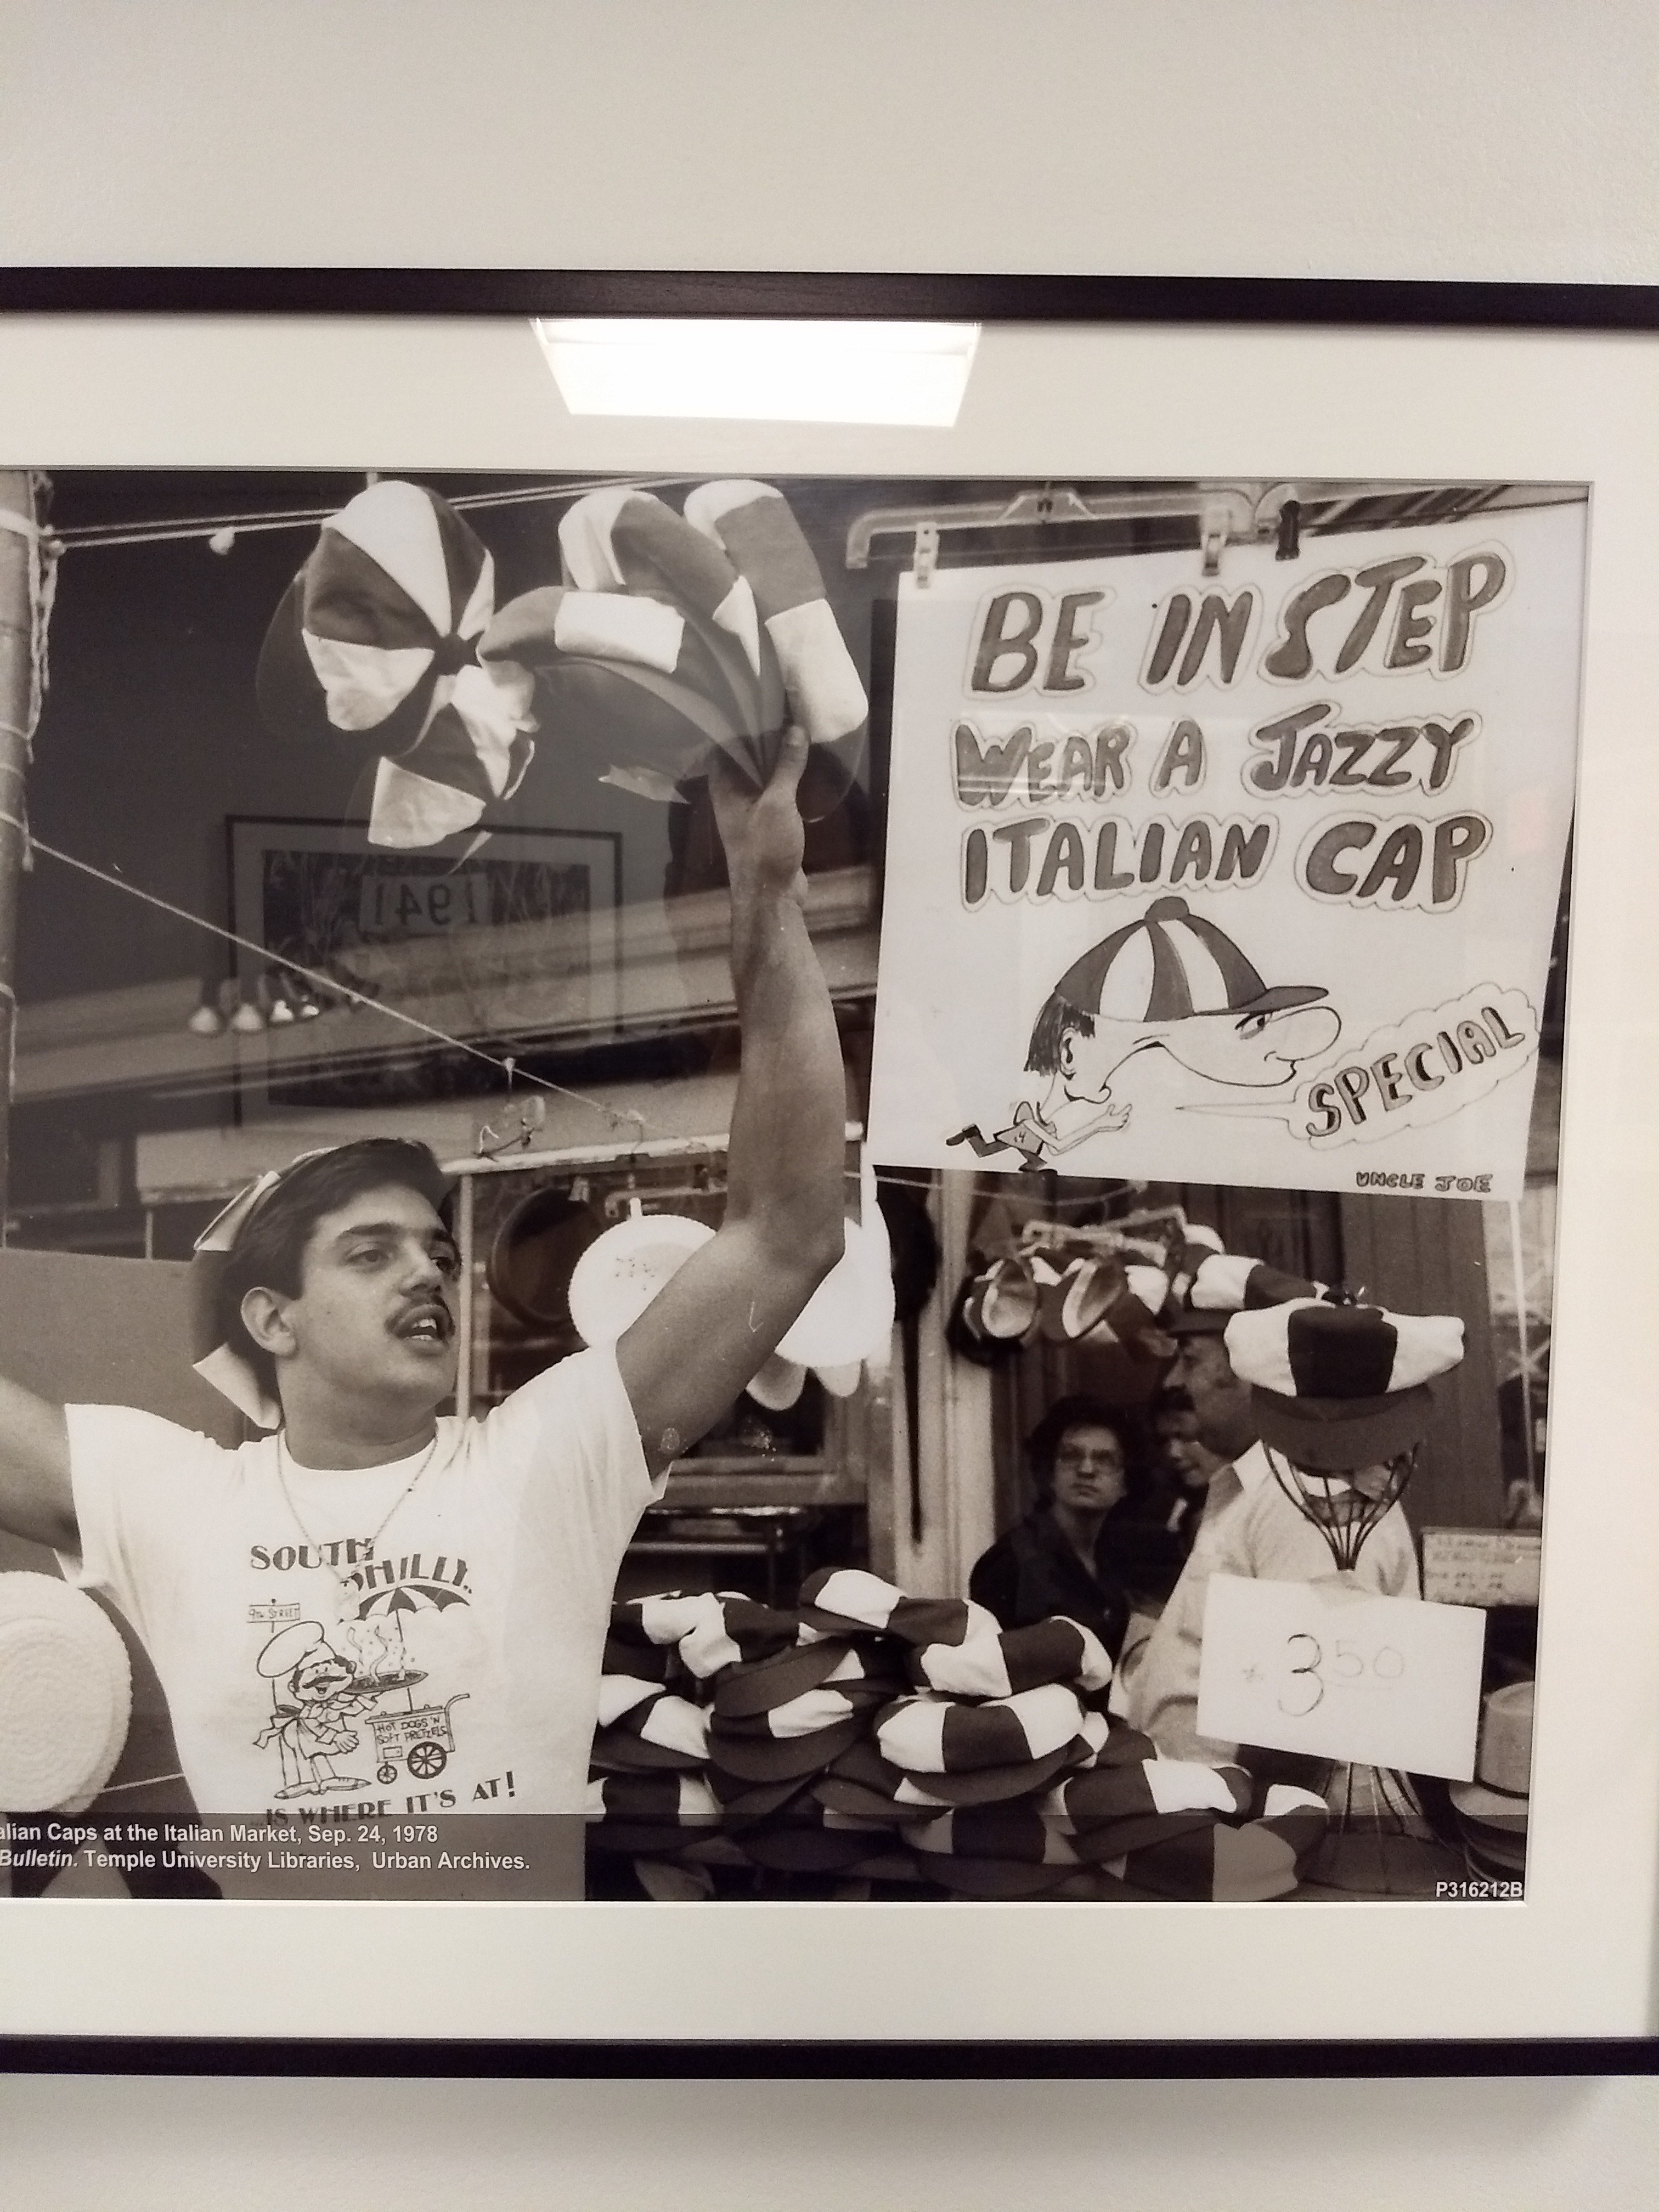 BE IN STEP
WEAR A JAZZY
ITALIAN CAP
SPECIAL
UNCLE JOE
1941
SOUTH
PHILLY..
9TH STREET
HOT DOGS 'N
SOFT PRETZELS
IS WHERE IT'S AT!
3 50
alian Caps at the Italian Market, Sep. 24, 1978
Bulletin. Temple University Libraries, Urban Archives.
P316212B